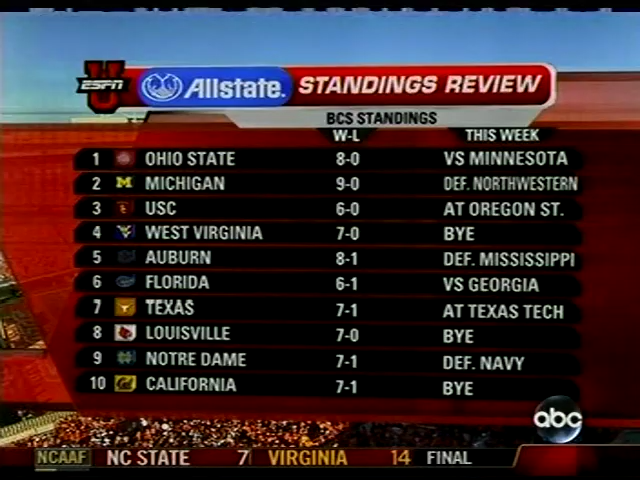 ESPN U Allstate. STANDINGS REVIEW
BCS STANDINGS
W-L THIS WEEK
1 OHIO STATE 8-0 VS MINNESOTA
2 M MICHIGAN 9-0 DEF. NORTHWESTERN
3 USC 6-0 AT OREGON ST.
4 WEST VIRGINIA 7-0 BYE
5 AUBURN 8-1 DEF. MISSISSIPPI
6 FLORIDA 6-1 VS GEORGIA
7 TEXAS 7-1 AT TEXAS TECH
8 LOUISVILLE 7-0 BYE
9 NOTRE DAME 7-1 DEF. NAVY
10 Cal CALIFORNIA 7-1 BYE
abc
NCAAF NC STATE 7 VIRGINIA 14 FINAL